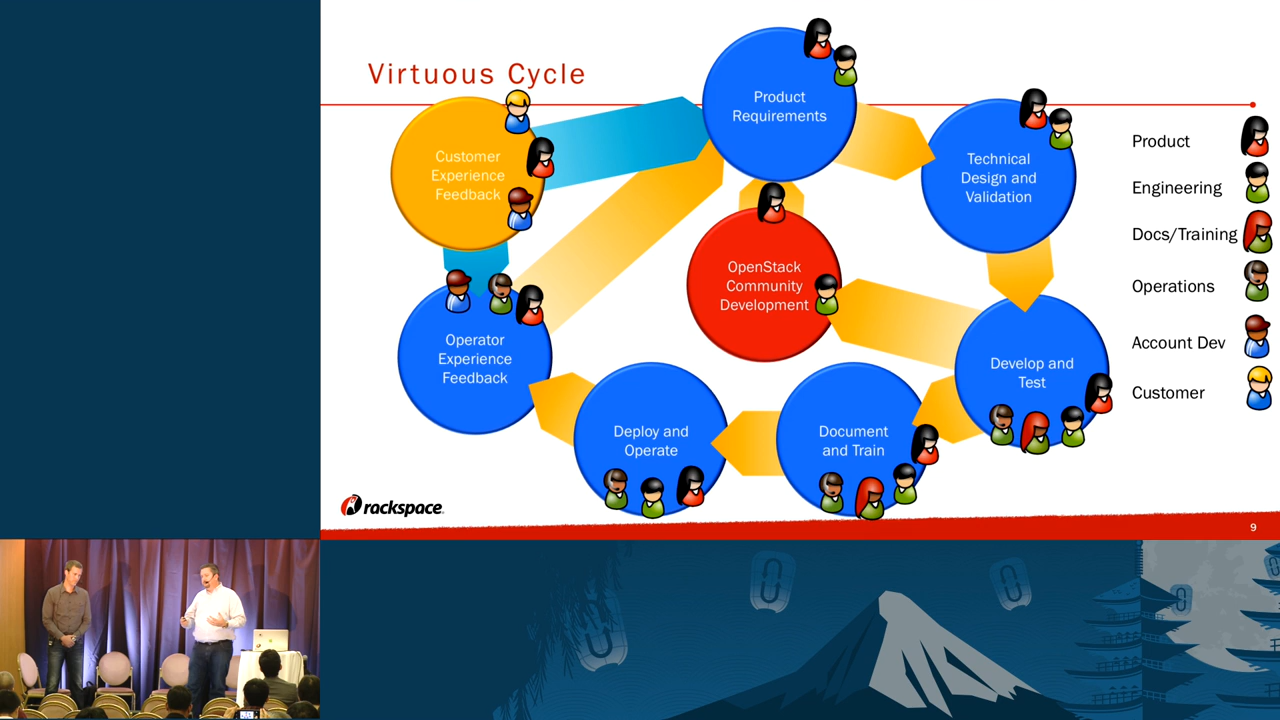 Virtuous Cycle
Product
Requirements
Customer
Experience
Feedback
Technical
Design and
Validation
OpenStack
Community
Development
Operator
Experience
Feedback
Develop and
Test
Deploy and
Operate
Document
and Train
Product
Engineering
Docs/Training
Operations
Account Dev
Customer
rackspace
9